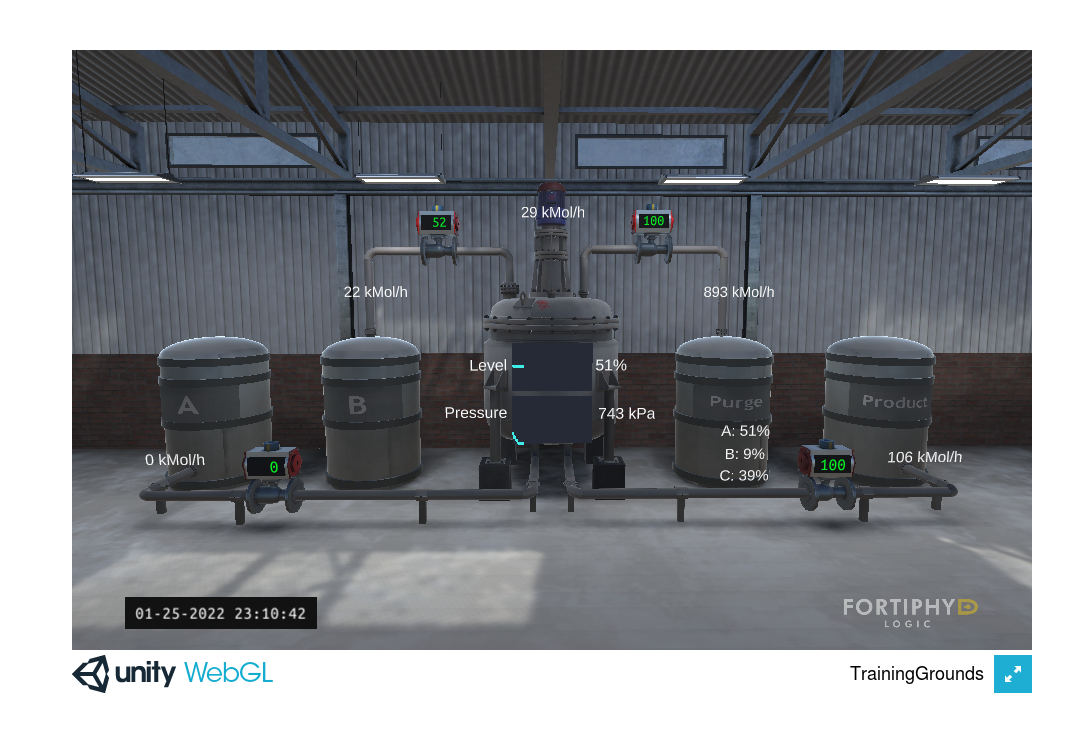 52
29 kMol/h
100
22 kMol/h
893 kMol/h
Level
51%
Pressure
743 kPa
A
B
Purge
Product
A: 51%
B: 9%
C: 39%
0 kMol/h
0
100
106 kMol/h
01-25-2022 23:10:42
FORTIPHYD
LOGIC
unity WebGL
TrainingGrounds